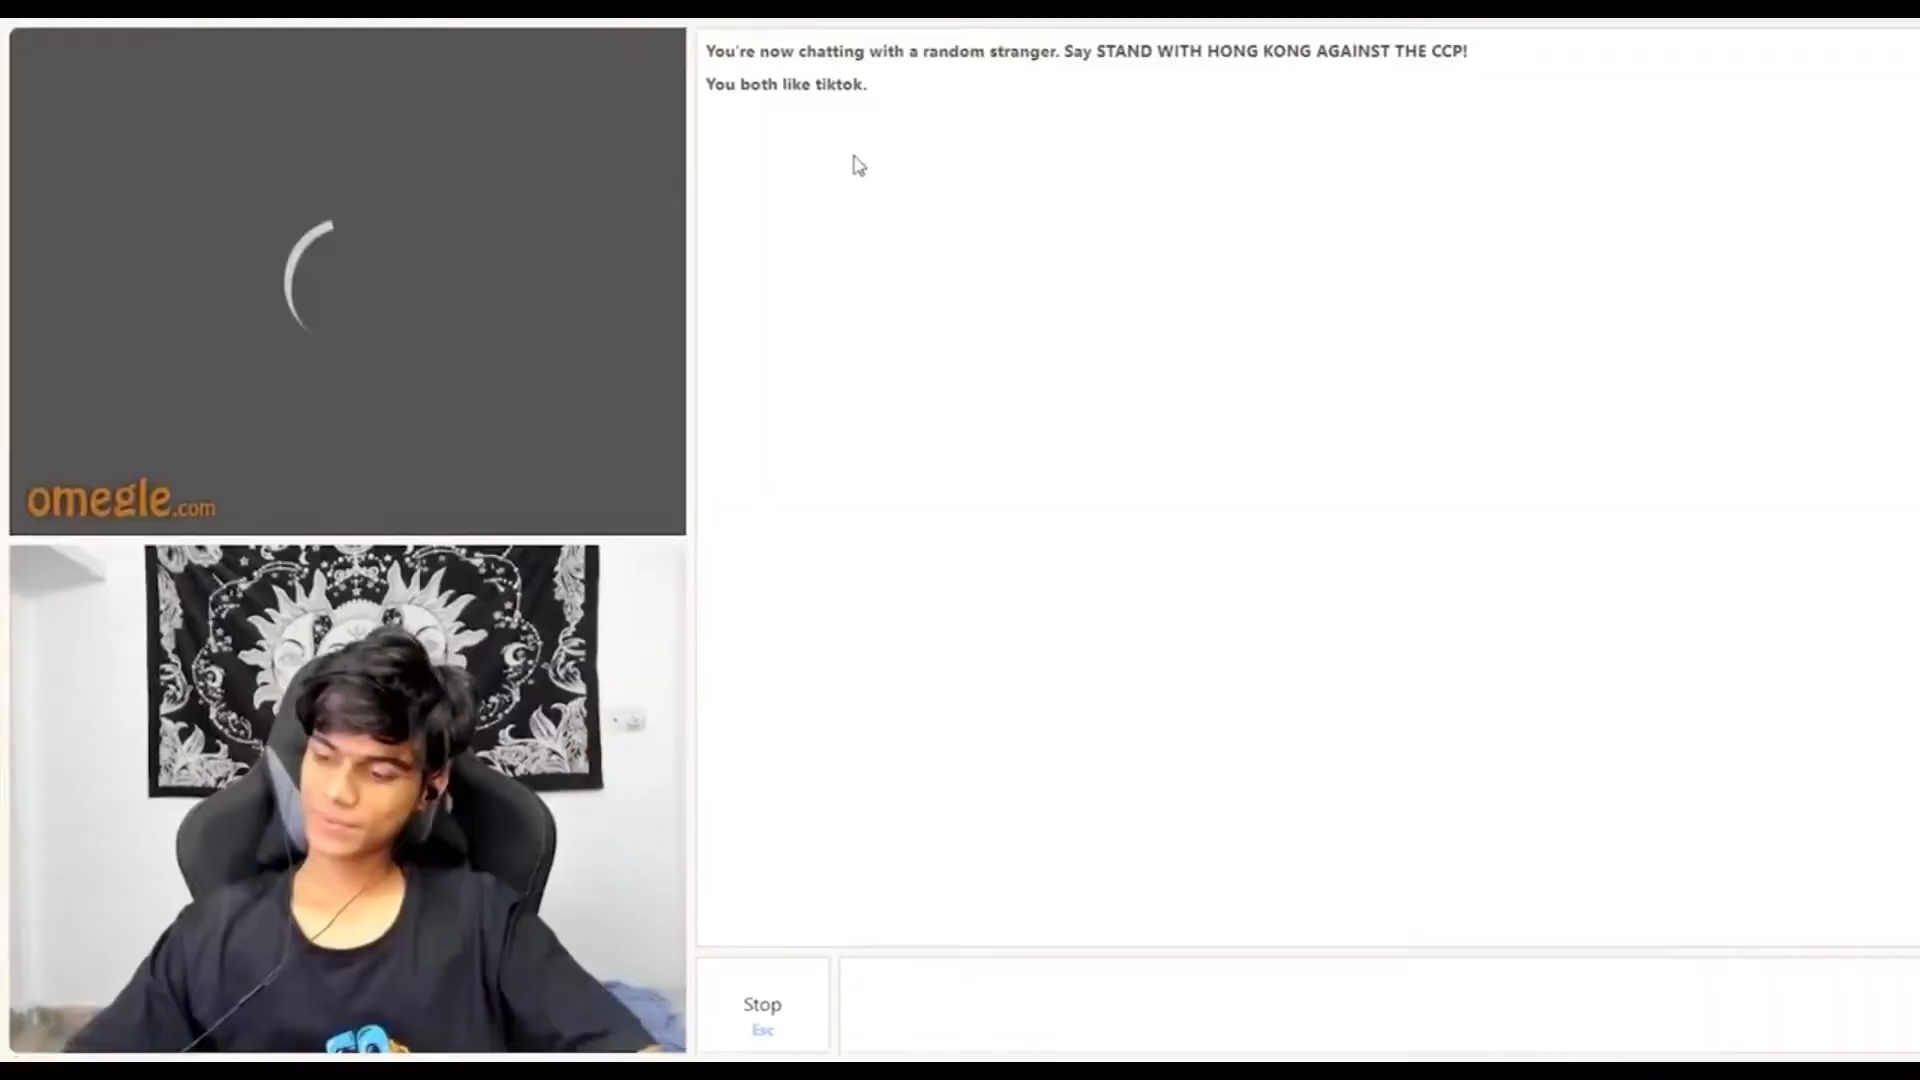 You're now chatting with a random stranger. Say STAND WITH HONG KONG AGAINST THE CCP!
You both like tiktok.
omegle.com
Stop
Esc